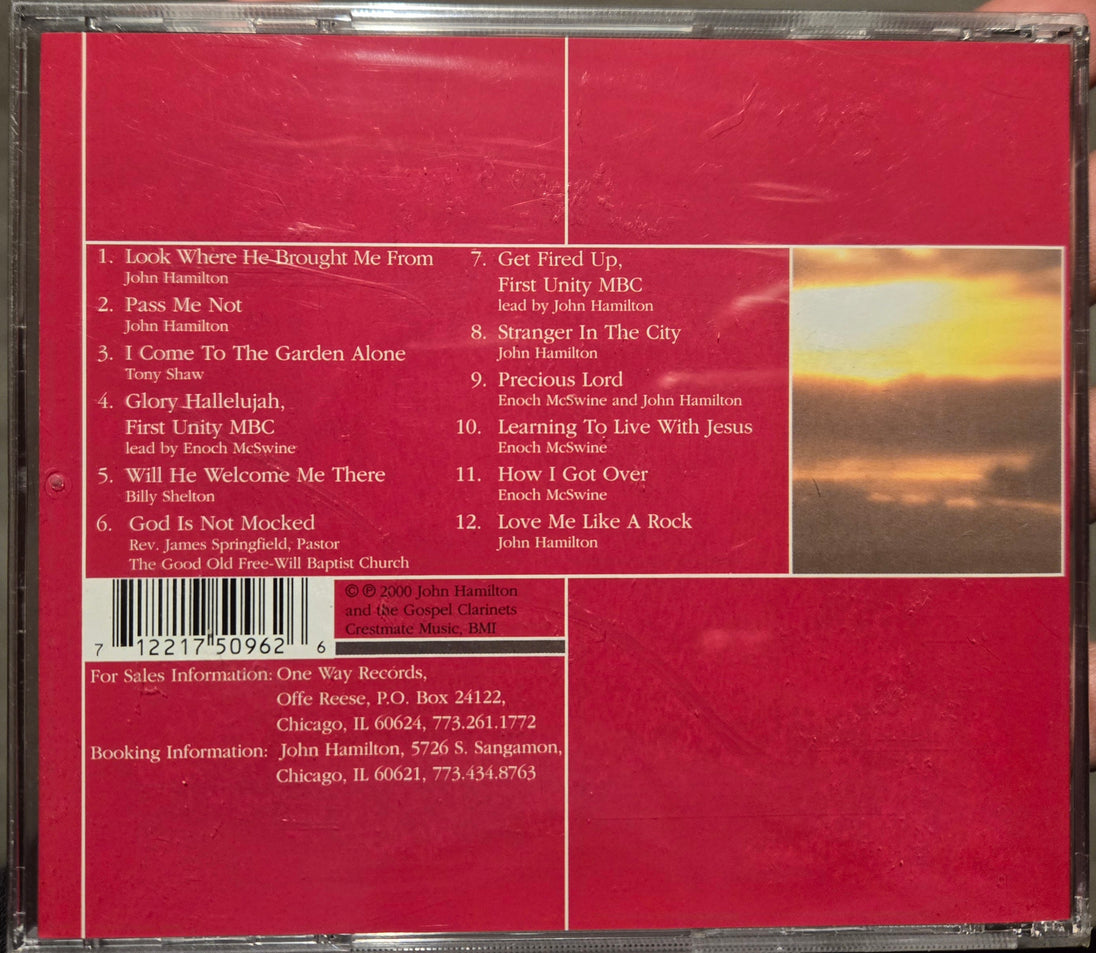 1. Look Where He Brought Me From
John Hamilton
2. Pass Me Not
John Hamilton
3. I Come To The Garden Alone
Tony Shaw
4. Glory Hallelujah,
First Unity MBC
lead by Enoch McSwine
5. Will He Welcome Me There
Billy Shelton
6. God Is Not Mocked
Rev. James Springfield, Pastor
The Good Old Free-Will Baptist Church
7. Get Fired Up,
First Unity MBC
lead by John Hamilton
8. Stranger In The City
John Hamilton
9. Precious Lord
Enoch McSwine and John Hamilton
10. Learning To Live With Jesus
Enoch McSwine
11. How I Got Over
Enoch McSwine
12. Love Me Like A Rock
John Hamilton
7 12217 50962 6
© ℗ 2000 John Hamilton
and the Gospel Clarinets
Crestmate Music, BMI
For Sales Information: One Way Records,
Offe Reese, P.O. Box 24122,
Chicago, IL 60624, 773.261.1772
Booking Information: John Hamilton, 5726 S. Sangamon,
Chicago, IL 60621, 773.434.8763